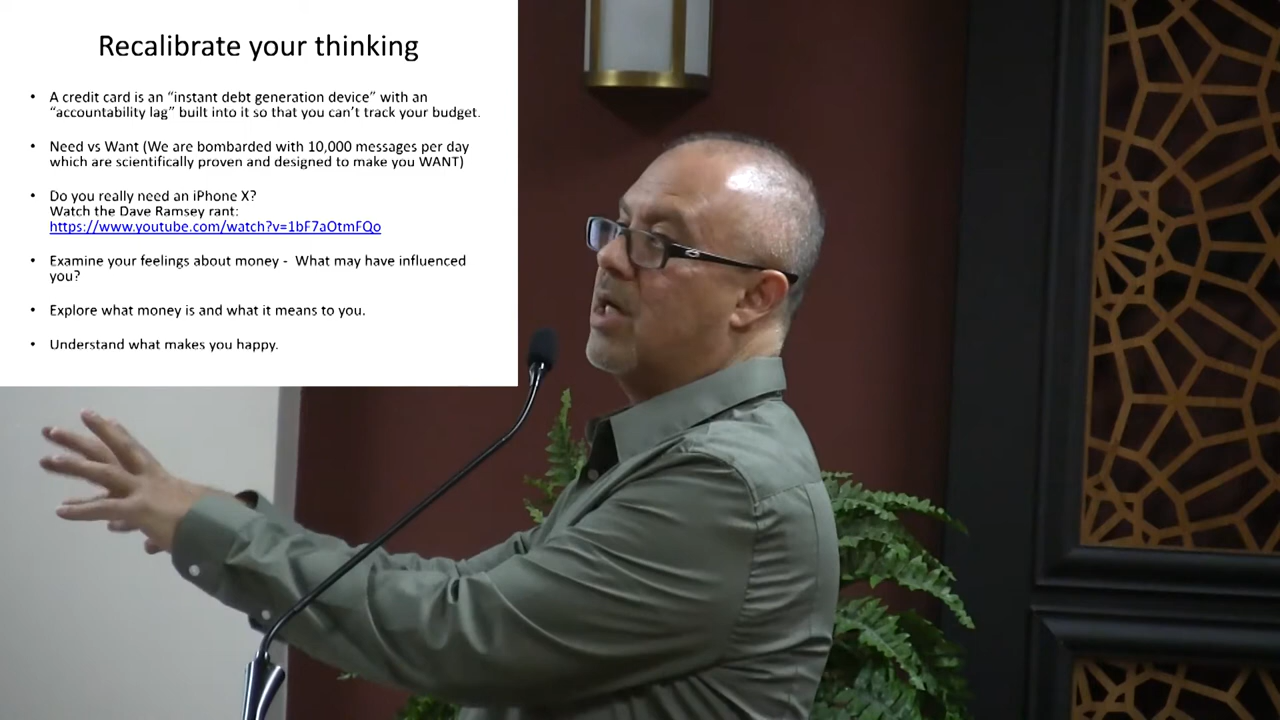 Recalibrate your thinking
• A credit card is an “instant debt generation device” with an
“accountability lag” built into it so that you can’t track your budget.
• Need vs Want (We are bombarded with 10,000 messages per day
which are scientifically proven and designed to make you WANT)
• Do you really need an iPhone X?
Watch the Dave Ramsey rant:
https://www.youtube.com/watch?v=1bF7aOtmFQo
• Examine your feelings about money -  What may have influenced
you?
• Explore what money is and what it means to you.
• Understand what makes you happy.